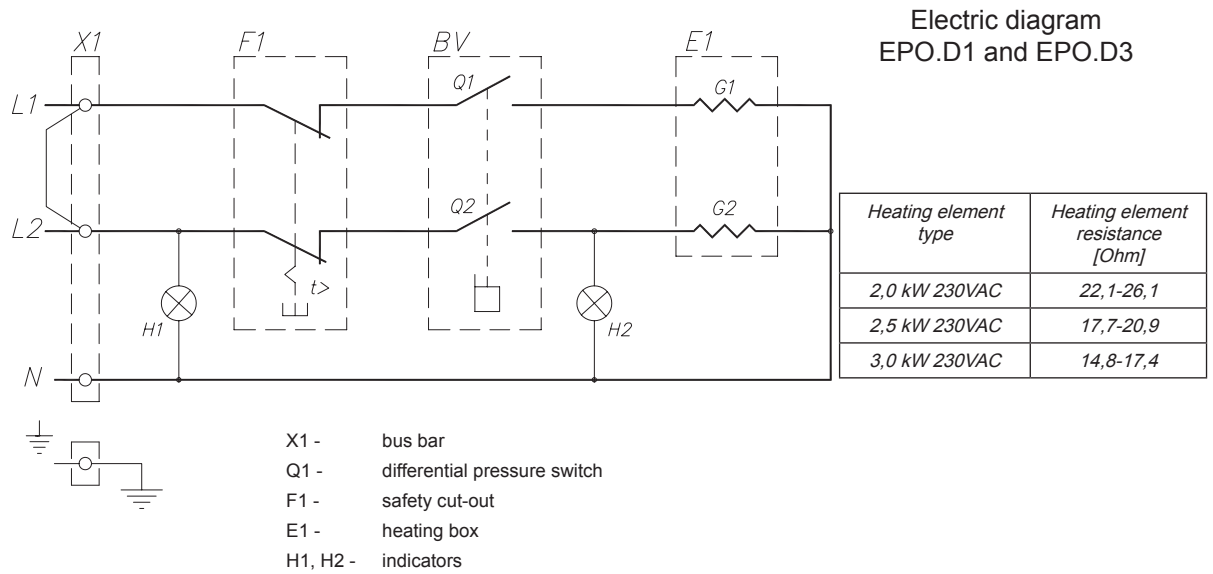 Electric diagram
EPO.D1 and EPO.D3
X1
F1
BV
E1
L1
Q1
G1
L2
Q2
G2
t>
H1
H2
N
Heating element type
Heating element resistance [Ohm]
2,0 kW 230VAC
22,1-26,1
2,5 kW 230VAC
17,7-20,9
3,0 kW 230VAC
14,8-17,4
X1 - bus bar
Q1 - differential pressure switch
F1 - safety cut-out
E1 - heating box
H1, H2 - indicators